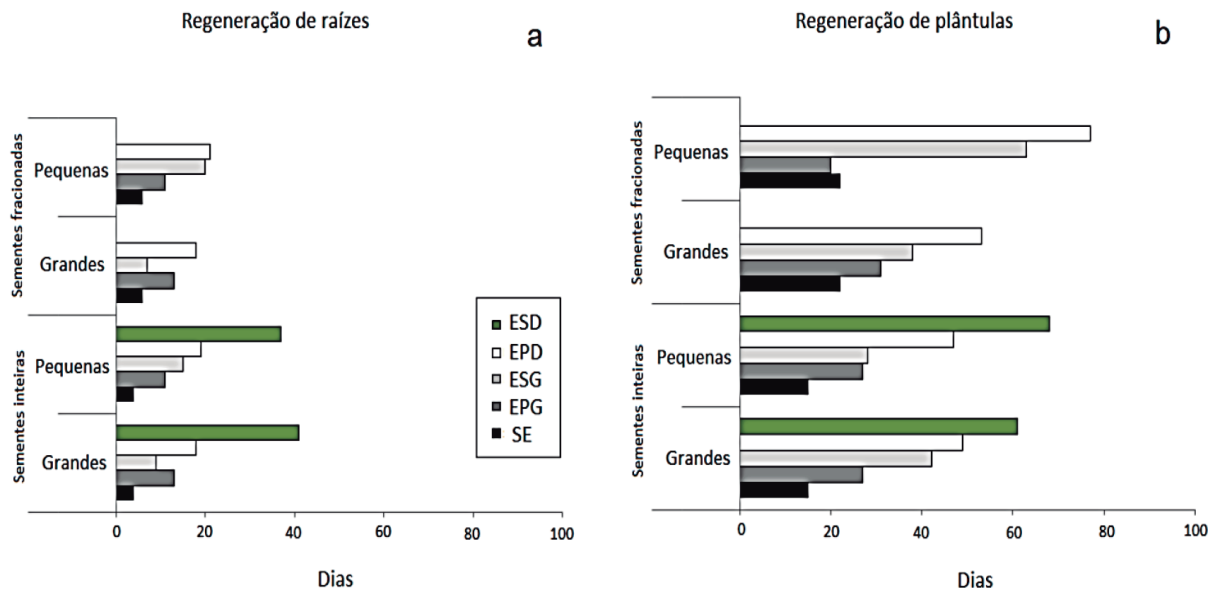 Regeneração de raízes
a
Sementes fracionadas
Pequenas
Grandes
Sementes inteiras
Pequenas
Grandes
0 20 40 60 80 100
Dias
ESD
EPD
ESG
EPG
SE
Regeneração de plântulas
b
Sementes fracionadas
Pequenas
Grandes
Sementes inteiras
Pequenas
Grandes
0 20 40 60 80 100
Dias